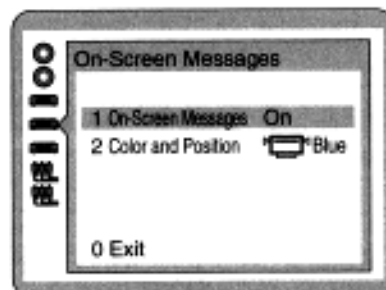 On-Screen Messages
1 On-Screen Messages On
2 Color and Position Blue
0 Exit